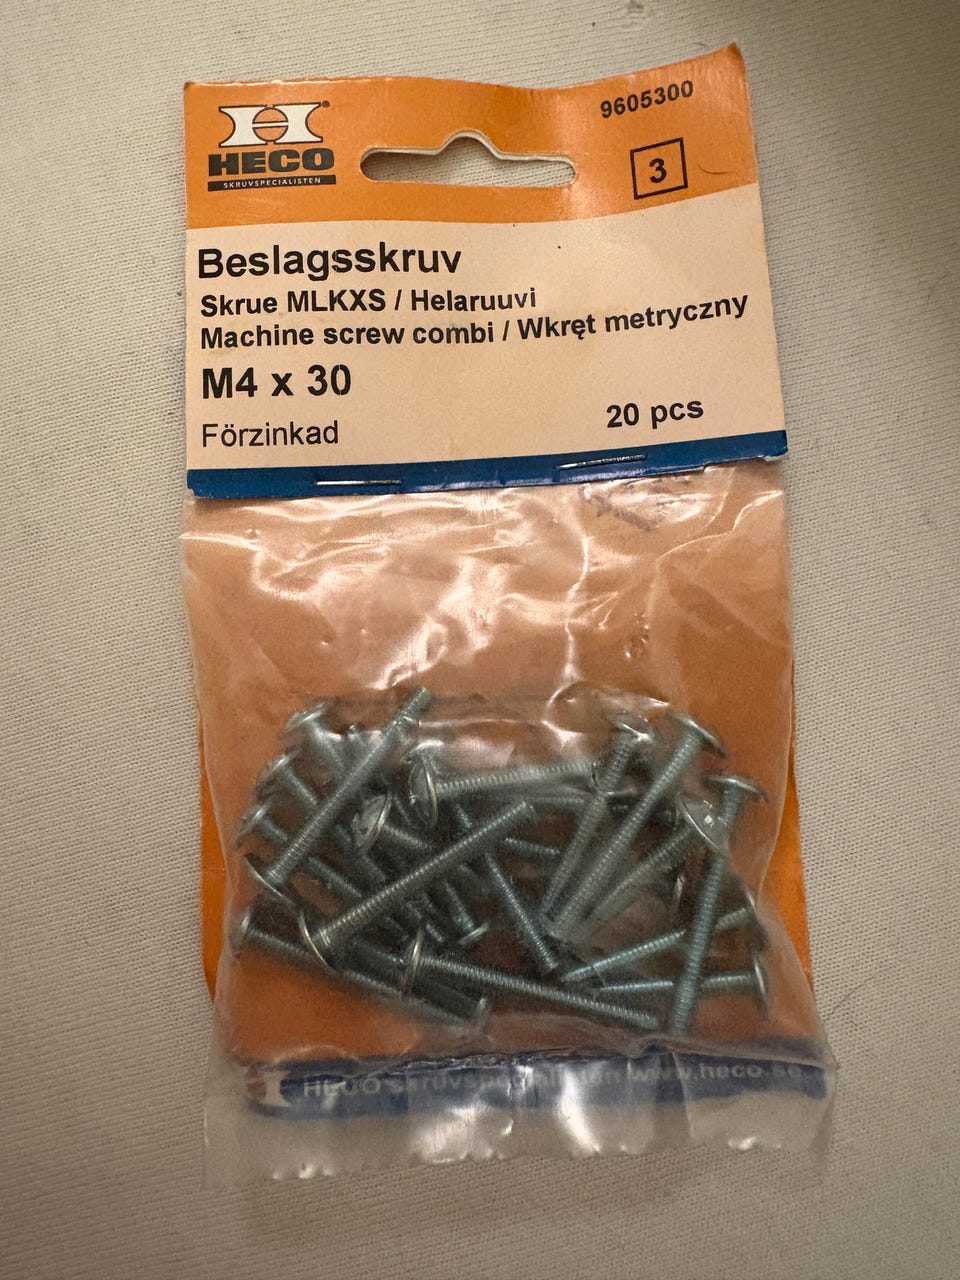 H®
HECO
SKRUVSPECIALISTEN
9605300
3
Beslagsskruv
Skrue MLKXS / Helaruuvi
Machine screw combi / Wkręt metryczny
M4 x 30
Förzinkad
20 pcs
HECO skruvspecialisten www.heco.se